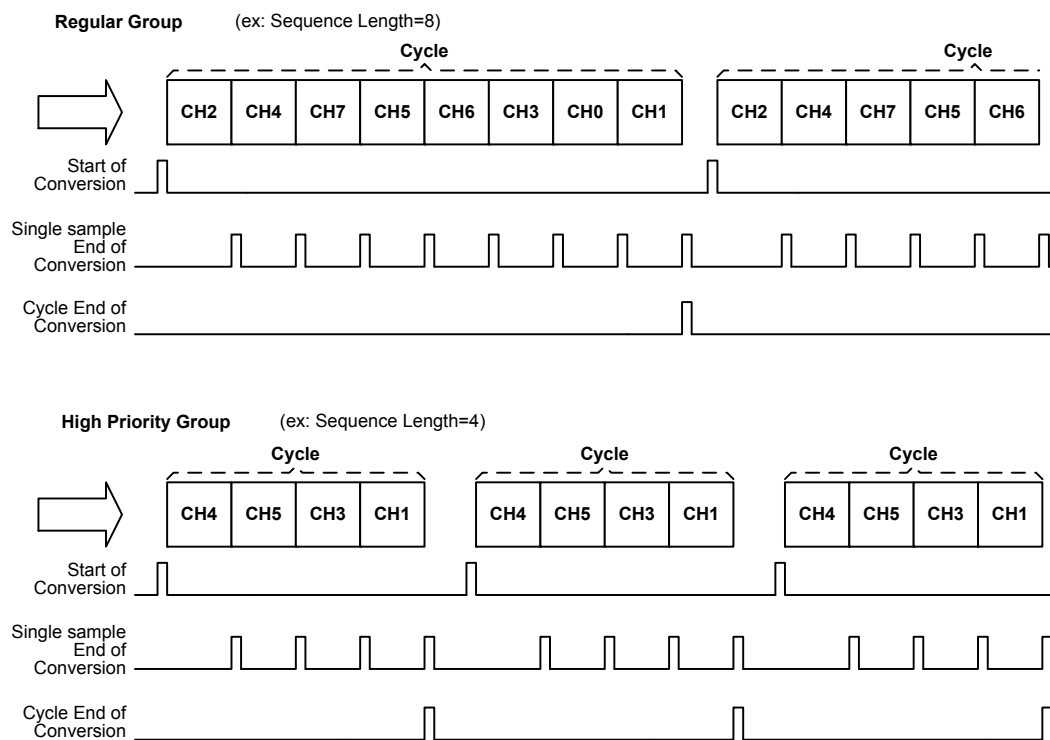 Regular Group (ex: Sequence Length=8)
Cycle Cycle
CH2 CH4 CH7 CH5 CH6 CH3 CH0 CH1 CH2 CH4 CH7 CH5 CH6
Start of
Conversion
Single sample
End of
Conversion
Cycle End of
Conversion
High Priority Group (ex: Sequence Length=4)
Cycle Cycle Cycle
CH4 CH5 CH3 CH1 CH4 CH5 CH3 CH1 CH4 CH5 CH3 CH1
Start of
Conversion
Single sample
End of
Conversion
Cycle End of
Conversion